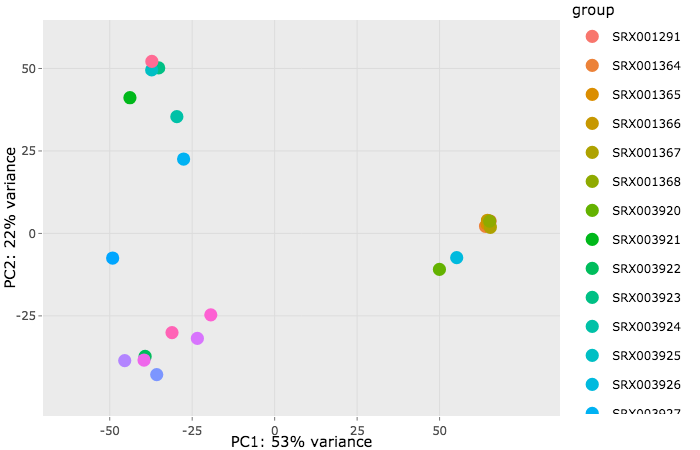 group
SRX001291
SRX001364
SRX001365
SRX001366
SRX001367
SRX001368
SRX003920
SRX003921
SRX003922
SRX003923
SRX003924
SRX003925
SRX003926
SRX003927
50
25
0
-25
PC2: 22% variance
-50 -25 0 25 50
PC1: 53% variance